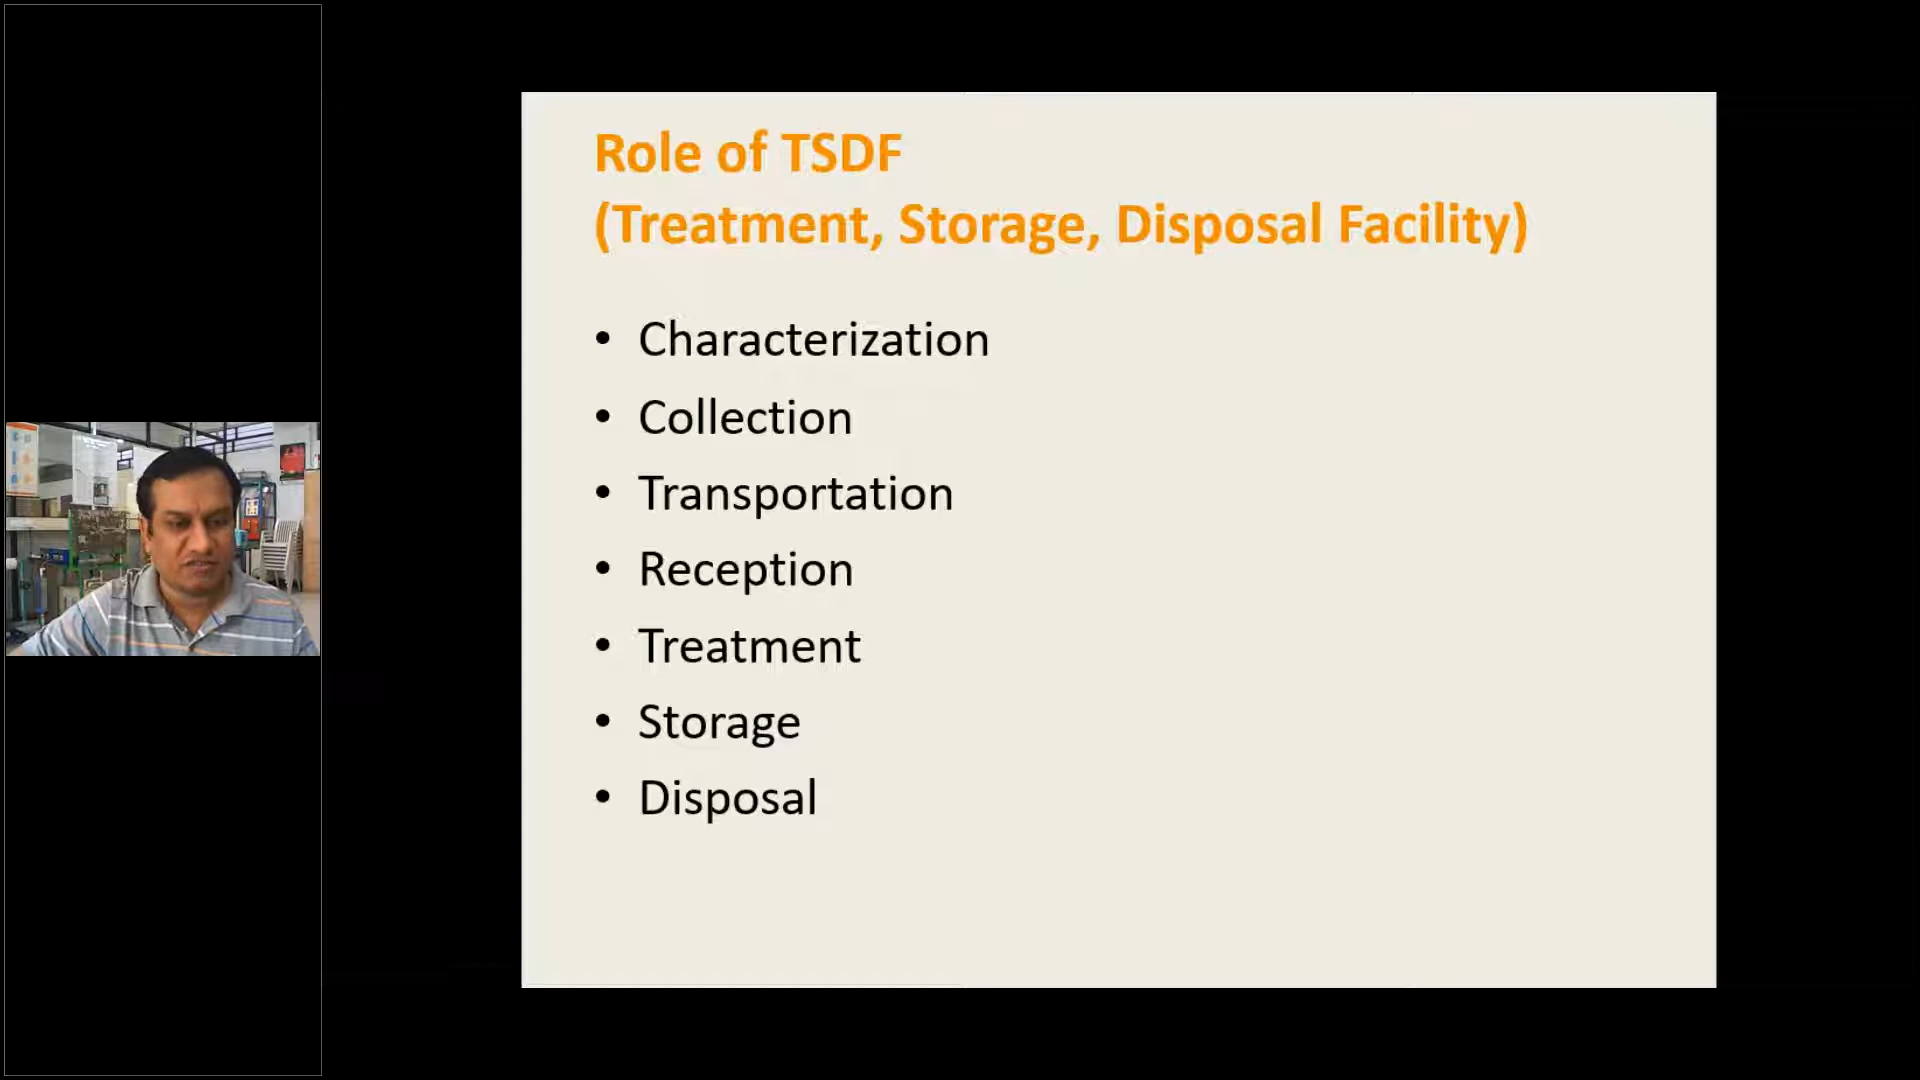 Role of TSDF
(Treatment, Storage, Disposal Facility)
• Characterization
• Collection
• Transportation
• Reception
• Treatment
• Storage
• Disposal